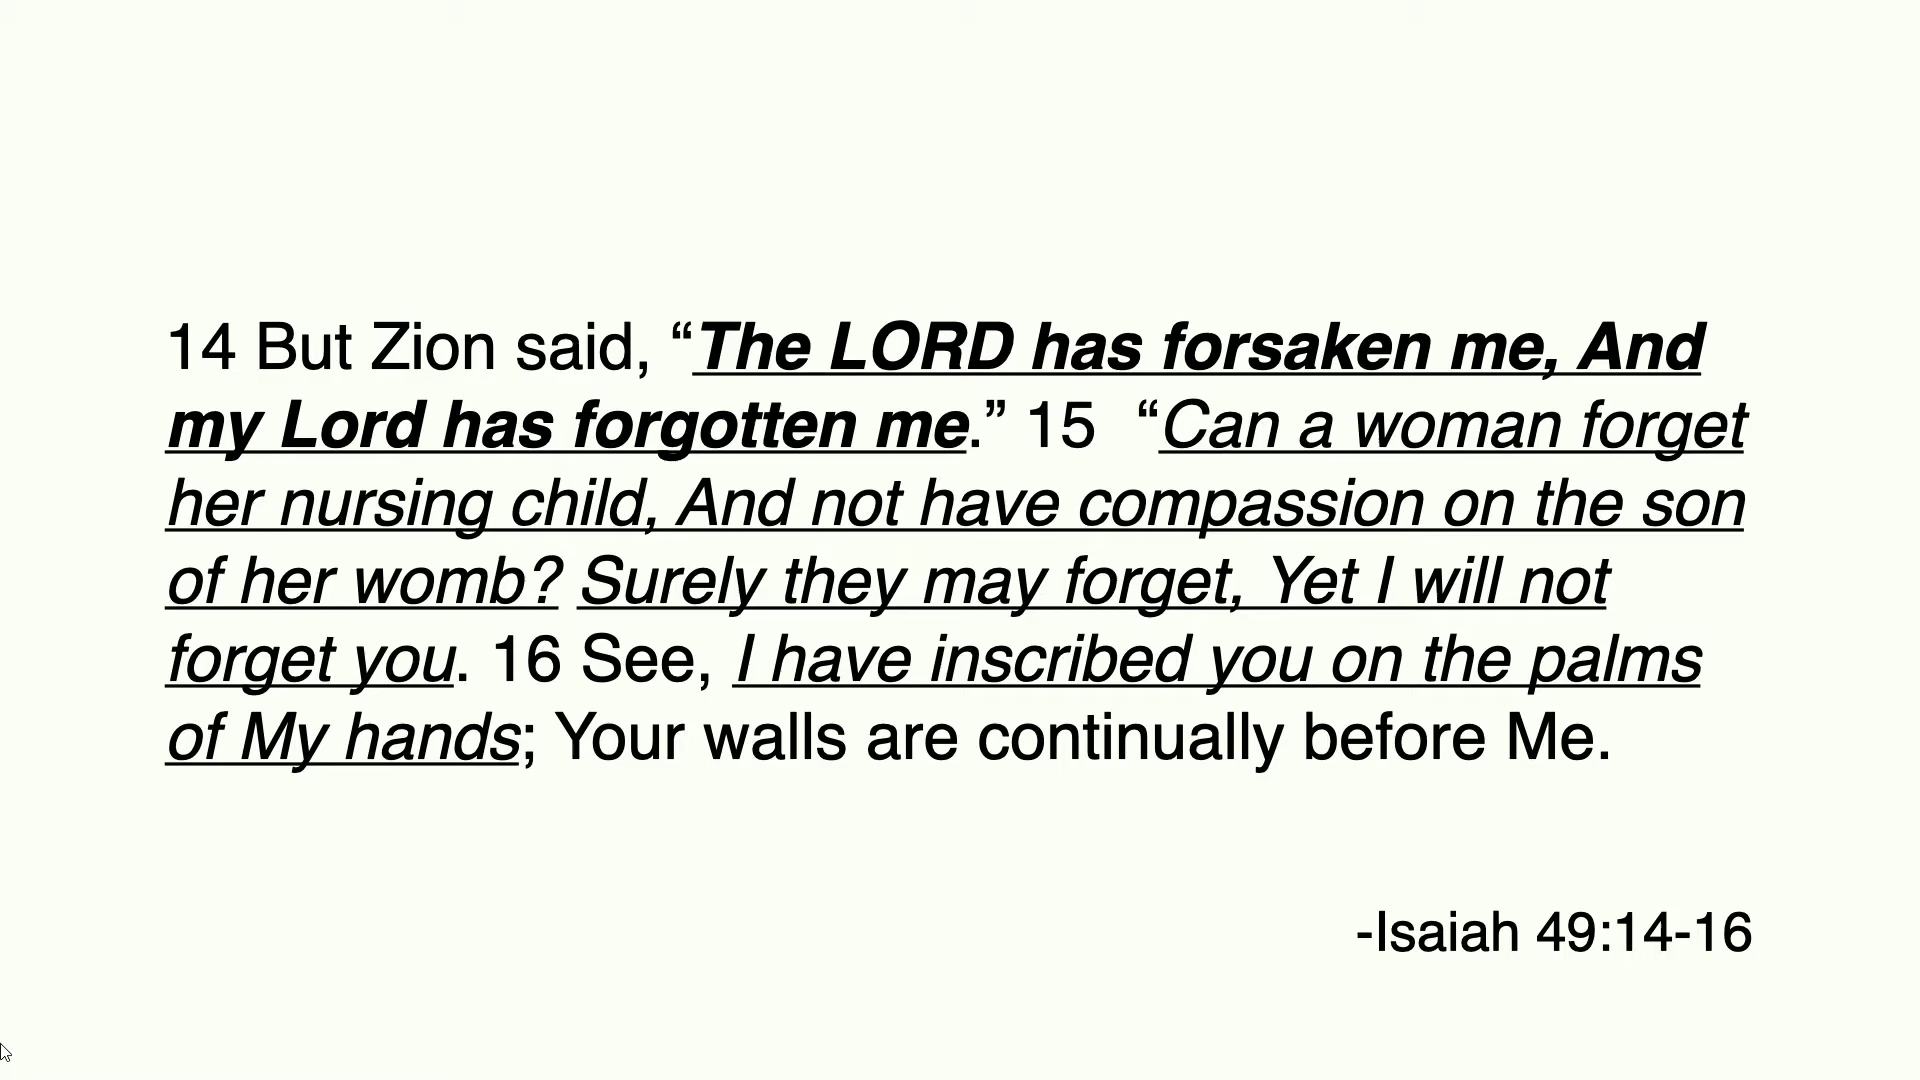 14 But Zion said, “The LORD has forsaken me, And
my Lord has forgotten me.” 15  “Can a woman forget
her nursing child, And not have compassion on the son
of her womb? Surely they may forget, Yet I will not
forget you. 16 See, I have inscribed you on the palms
of My hands; Your walls are continually before Me.
-Isaiah 49:14-16